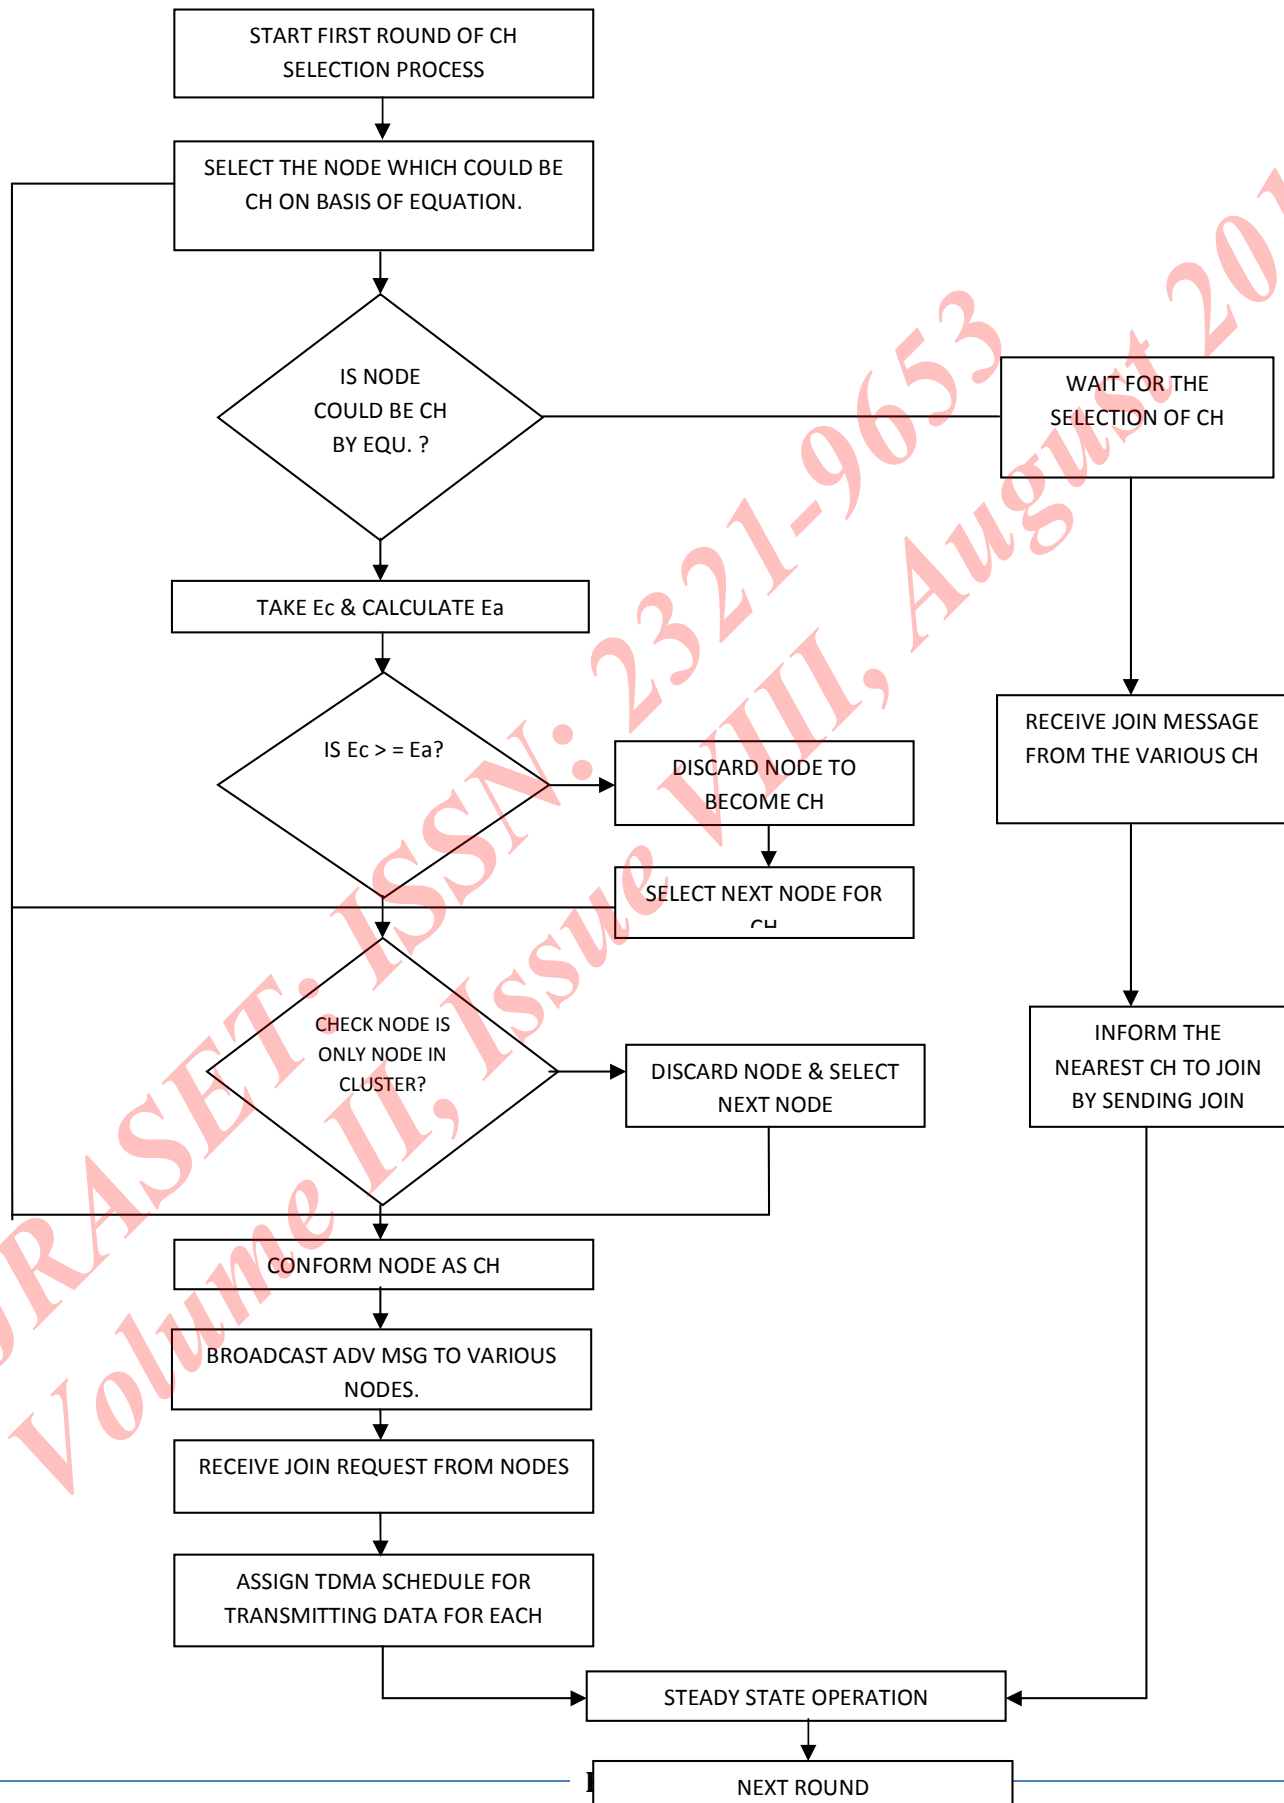 START FIRST ROUND OF CH
SELECTION PROCESS
SELECT THE NODE WHICH COULD BE
CH ON BASIS OF EQUATION.
IS NODE
COULD BE CH
BY EQU. ?
WAIT FOR THE
SELECTION OF CH
TAKE Ec & CALCULATE Ea
IS Ec > = Ea?
DISCARD NODE TO
BECOME CH
RECEIVE JOIN MESSAGE
FROM THE VARIOUS CH
SELECT NEXT NODE FOR
CH
CHECK NODE IS
ONLY NODE IN
CLUSTER?
DISCARD NODE & SELECT
NEXT NODE
INFORM THE
NEAREST CH TO JOIN
BY SENDING JOIN
CONFORM NODE AS CH
BROADCAST ADV MSG TO VARIOUS
NODES.
RECEIVE JOIN REQUEST FROM NODES
ASSIGN TDMA SCHEDULE FOR
TRANSMITTING DATA FOR EACH
STEADY STATE OPERATION
NEXT ROUND
RASET: ISSN: 2321-9653
Volume II, Issue VIII, August 201